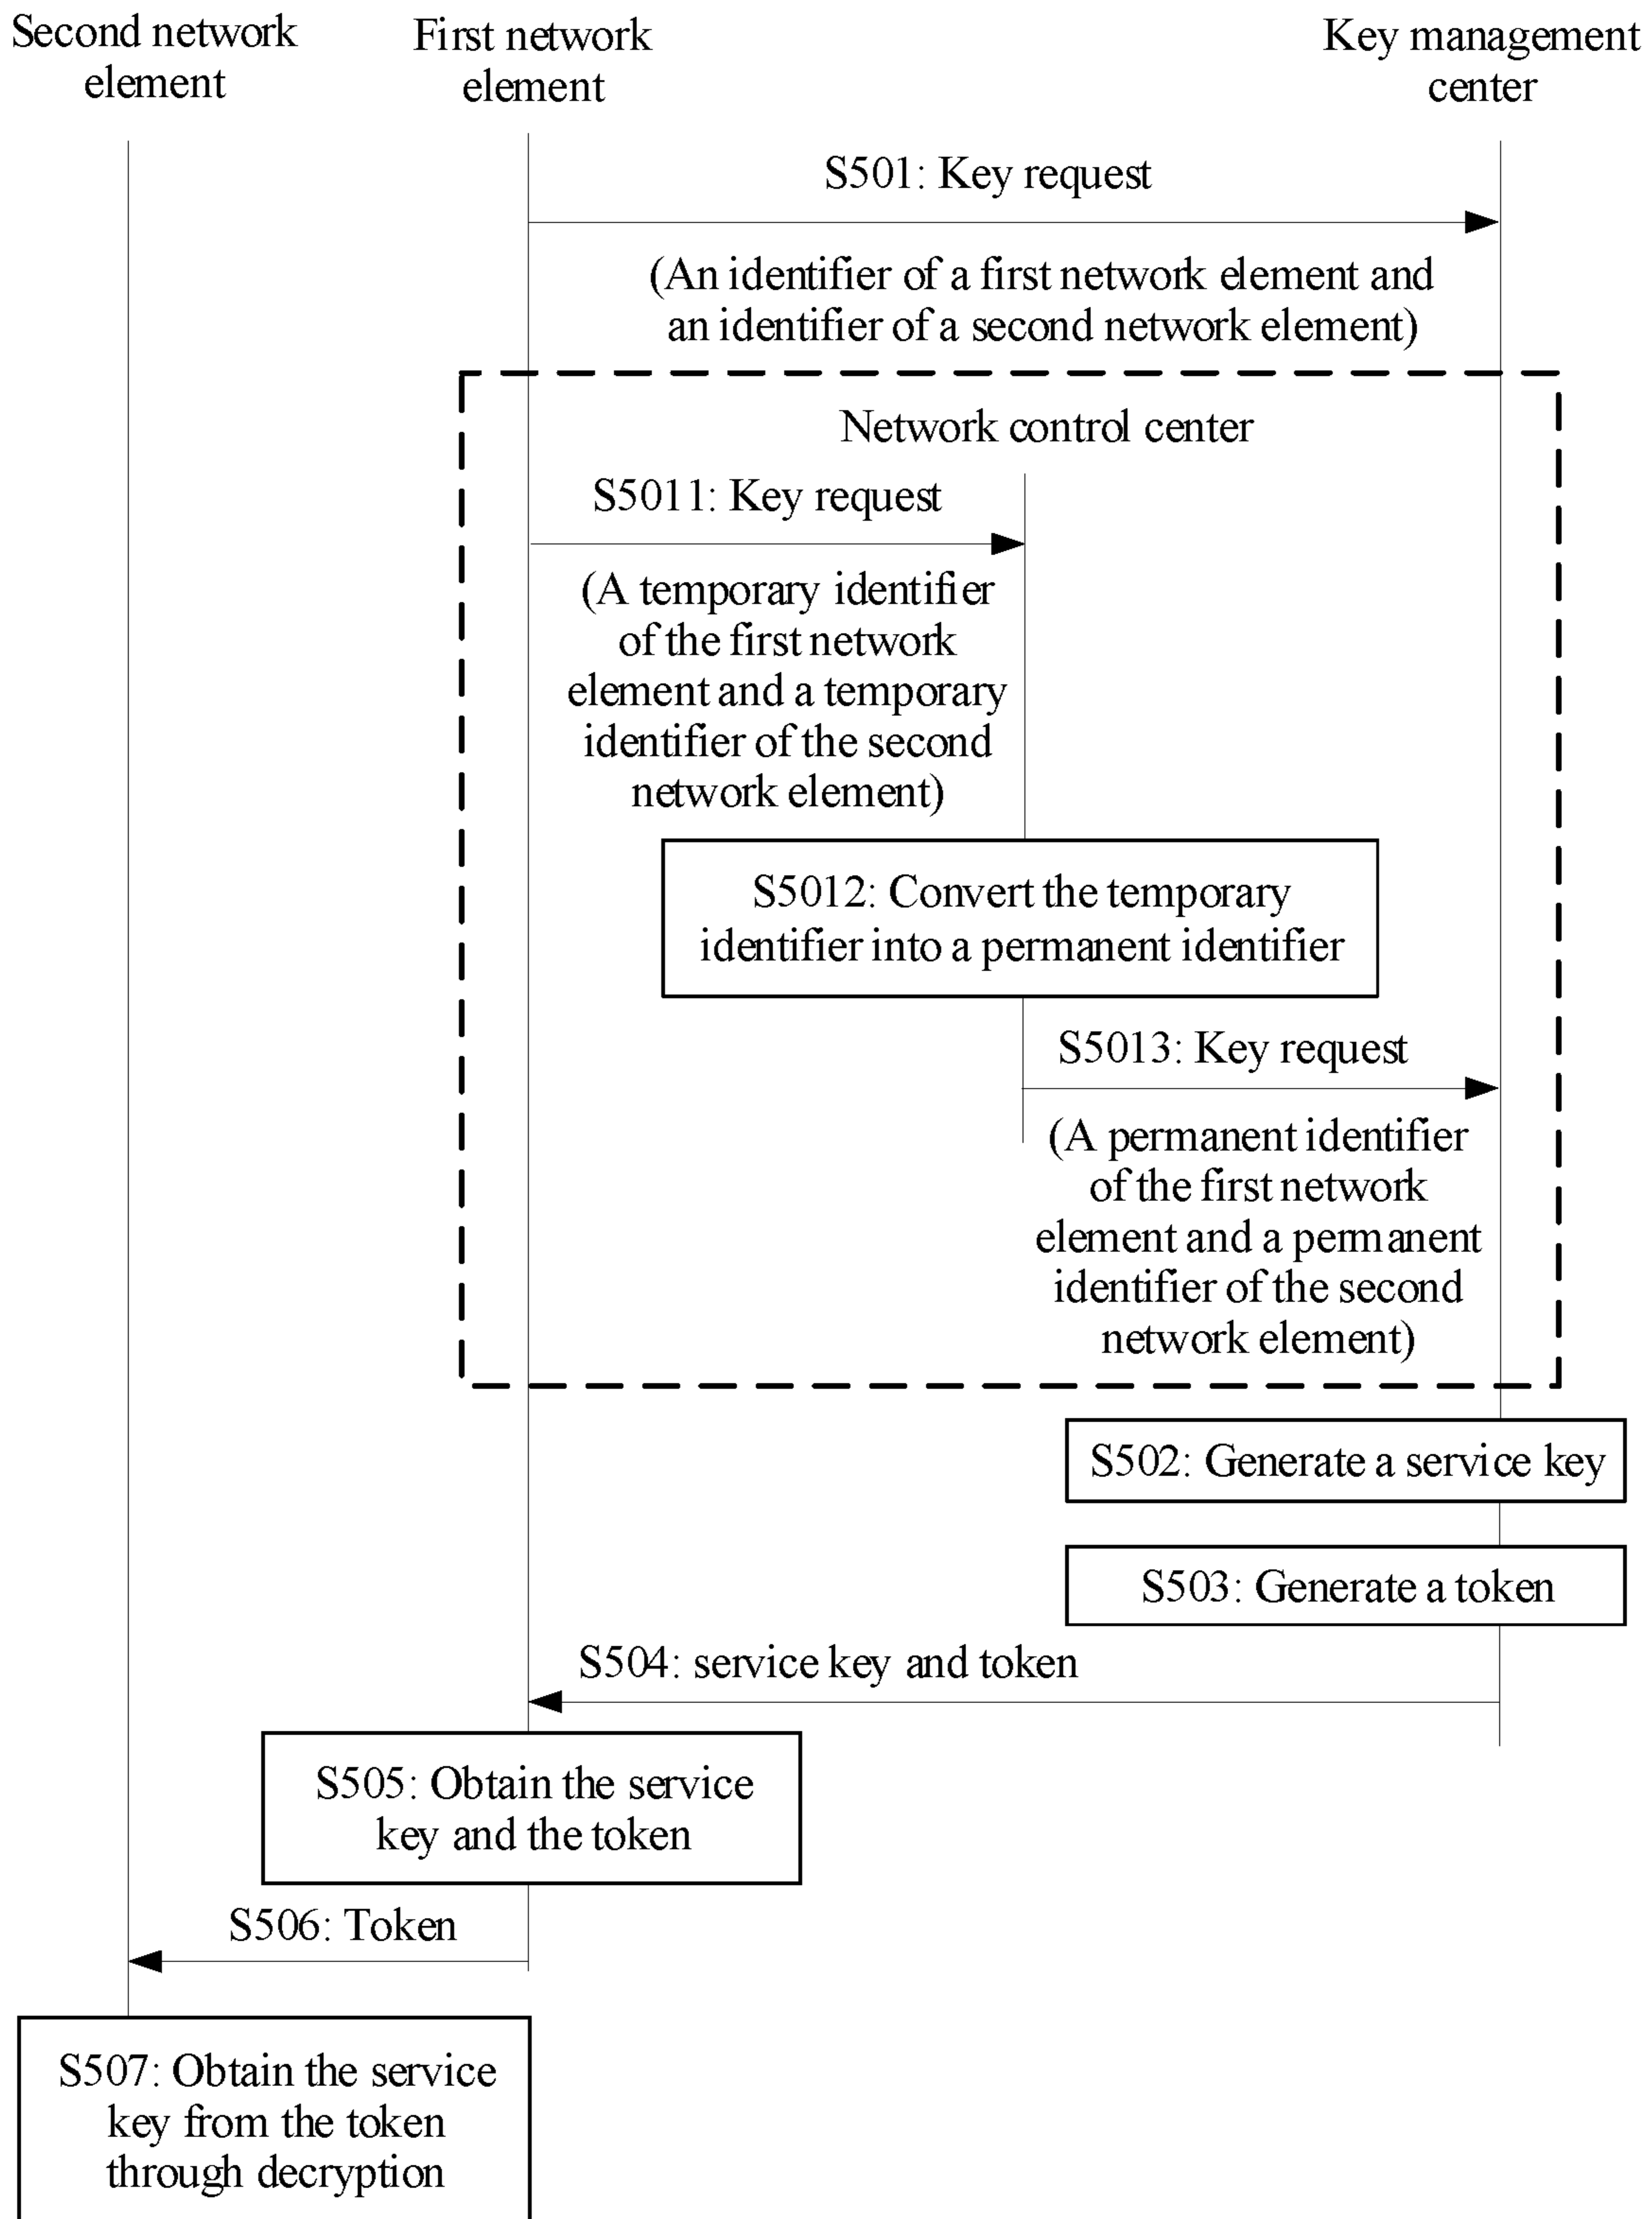 Second network
element
First network
element
Key management
center
S501: Key request
(An identifier of a first network element and
an identifier of a second network element)
Network control center
S5011: Key request
(A temporary identifier
of the first network
element and a temporary
identifier of the second
network element)
S5012: Convert the temporary
identifier into a permanent identifier
S5013: Key request
(A permanent identifier
of the first network
element and a permanent
identifier of the second
network element)
S502: Generate a service key
S503: Generate a token
S504: service key and token
S505: Obtain the service
key and the token
S506: Token
S507: Obtain the service
key from the token
through decryption